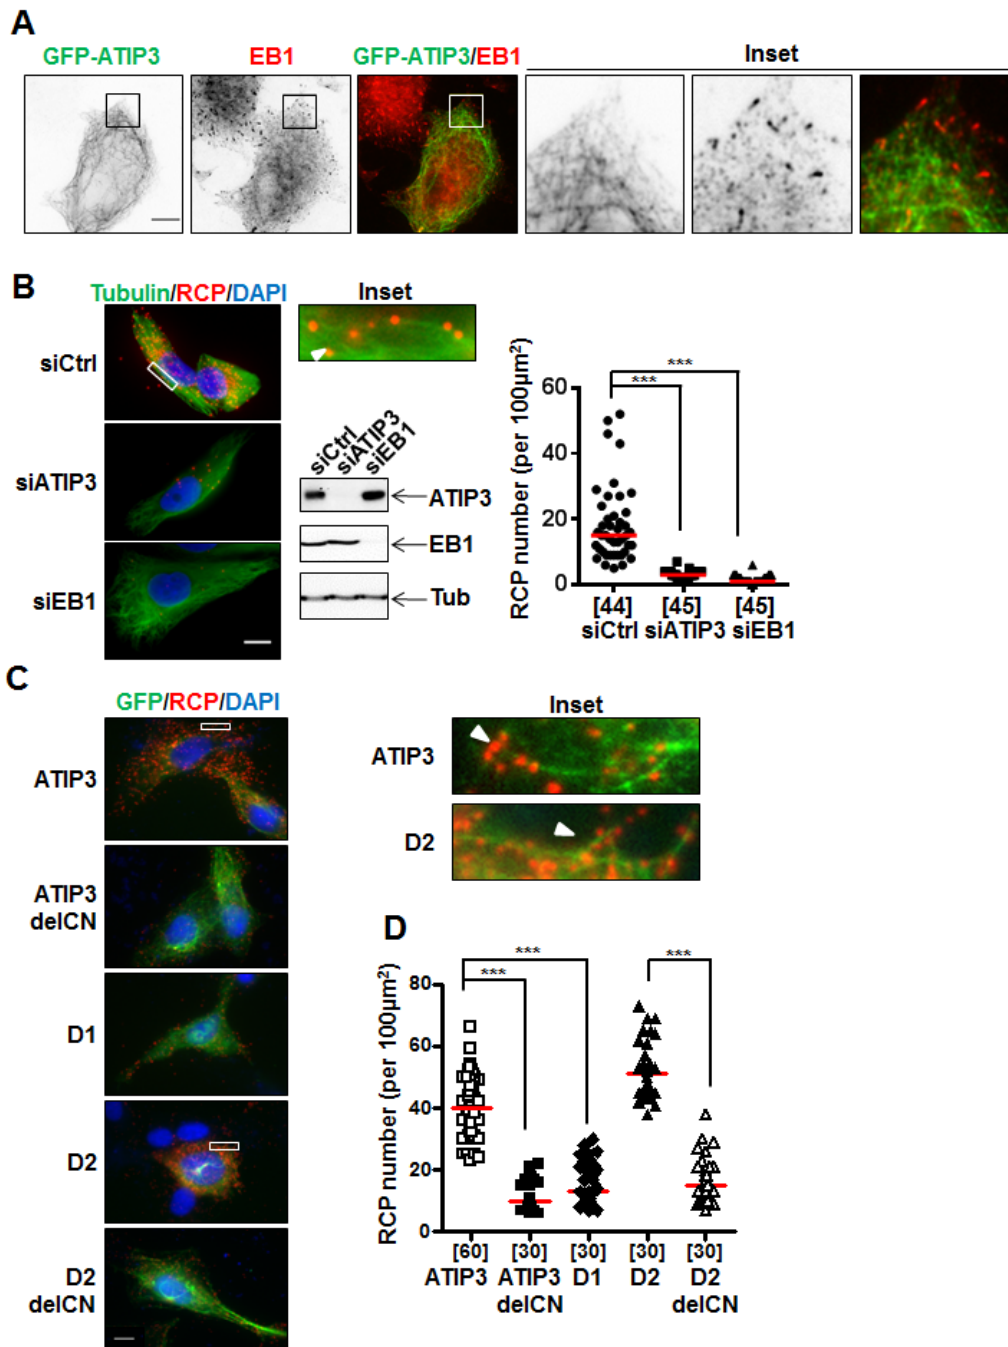 A
GFP-ATIP3 EB1 GFP-ATIP3/EB1 Inset
B
Tubulin/RCP/DAPI Inset
siCtrl
siATIP3
siEB1
siCtrl siATIP3 siEB1
ATIP3
EB1
Tub
RCP number (per 100µm²)
60
40
20
0
*** ***
[44] [45] [45]
siCtrl siATIP3 siEB1
C
GFP/RCP/DAPI Inset
ATIP3
ATIP3
delCN
D1
D2
D2
delCN
ATIP3
D2
D
RCP number (per 100µm²)
80
60
40
20
0
*** *** ***
[60] [30] [30] [30] [30]
ATIP3 ATIP3 D1 D2 D2
delCN delCN